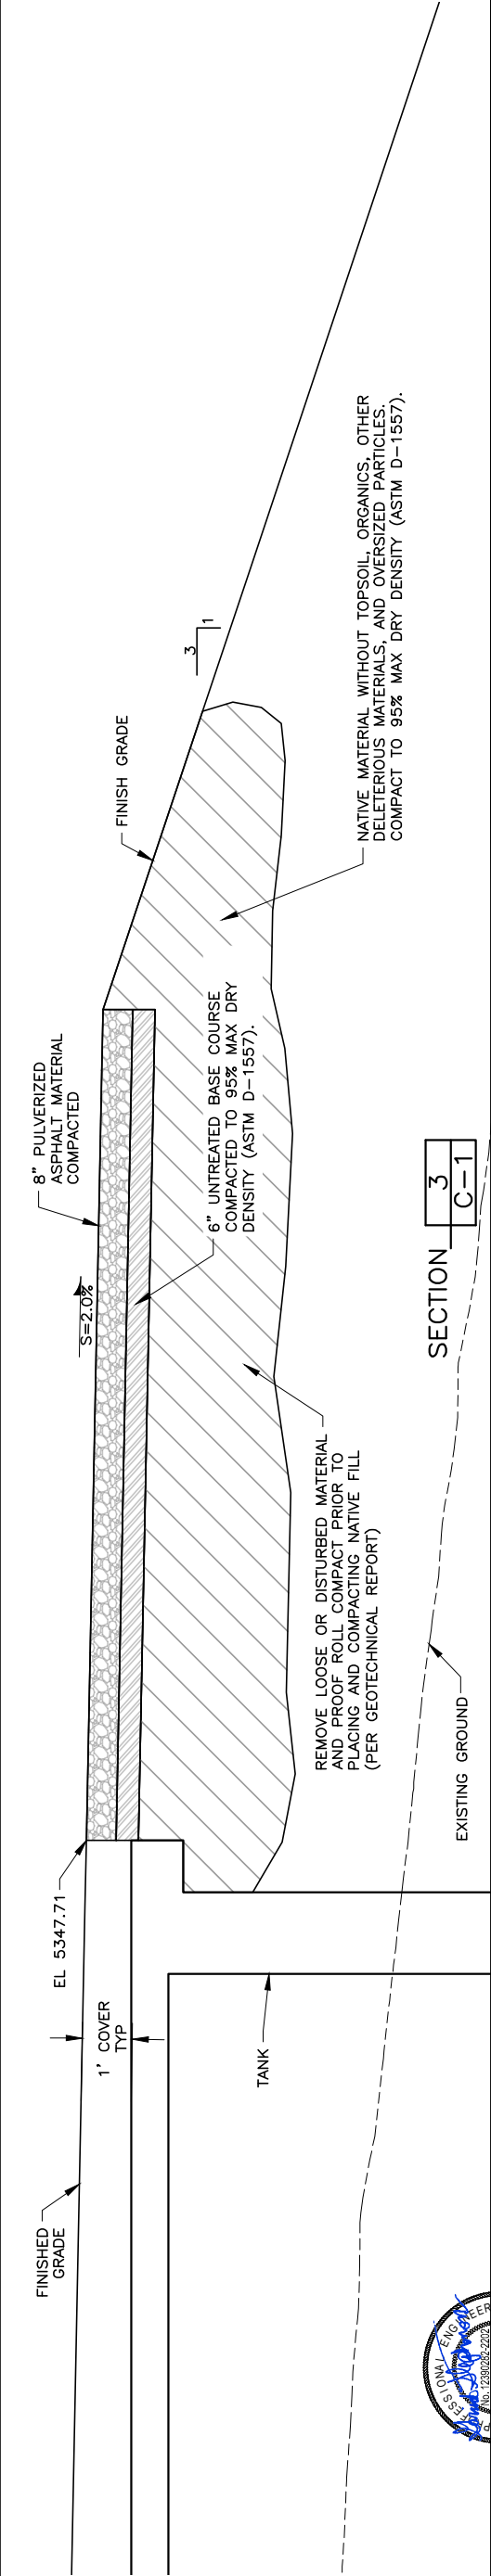 FINISHED
GRADE
1' COVER
TYP
EL 5347.71
TANK
S=2.0%
8" PULVERIZED
ASPHALT MATERIAL
COMPACTED
6" UNTREATED BASE COURSE
COMPACTED TO 95% MAX DRY
DENSITY (ASTM D-1557).
REMOVE LOOSE OR DISTURBED MATERIAL
AND PROOF ROLL COMPACT PRIOR TO
PLACING AND COMPACTING NATIVE FILL
(PER GEOTECHNICAL REPORT)
EXISTING GROUND
FINISH GRADE
3
1
NATIVE MATERIAL WITHOUT TOPSOIL, ORGANICS, OTHER
DELETERIOUS MATERIALS, AND OVERSIZED PARTICLES.
COMPACT TO 95% MAX DRY DENSITY (ASTM D-1557).
SECTION
3
C-1
No. 12390262-2202